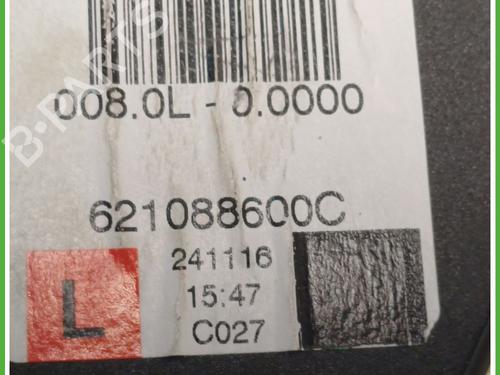 008.0L - 0.0000
621088600C
241116
L
15:47
C027
B-PARTS